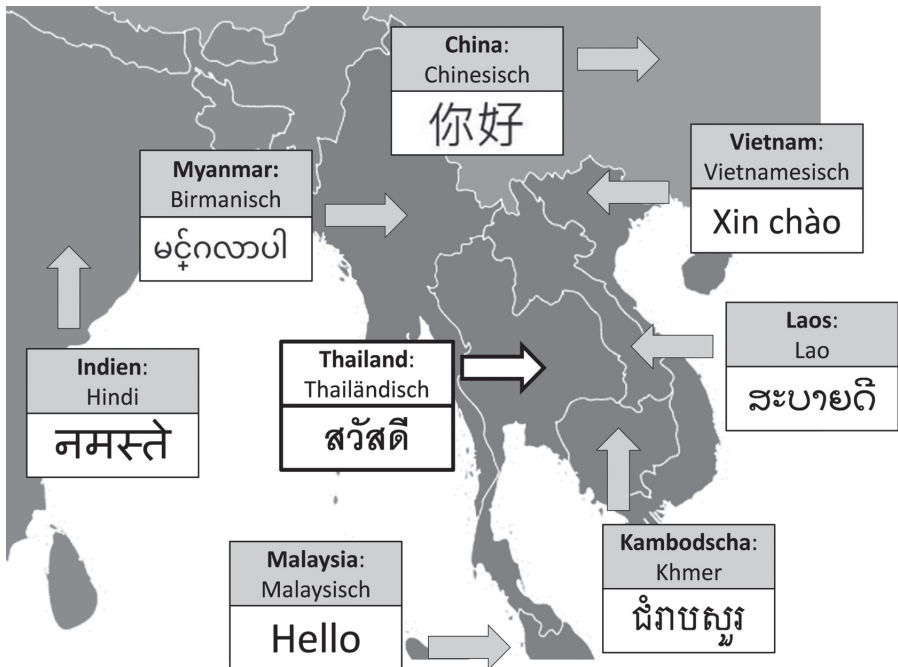 China:
Chinesisch
你好
Vietnam:
Vietnamesisch
Xin chào
Myanmar:
Birmanisch
မင်္ဂလာပါ
Laos:
Lao
ສະບາຍດີ
Thailand:
Thailändisch
สวัสดี
Indien:
Hindi
नमस्ते
Kambodscha:
Khmer
ជំរាបសួរ
Malaysia:
Malaysisch
Hello